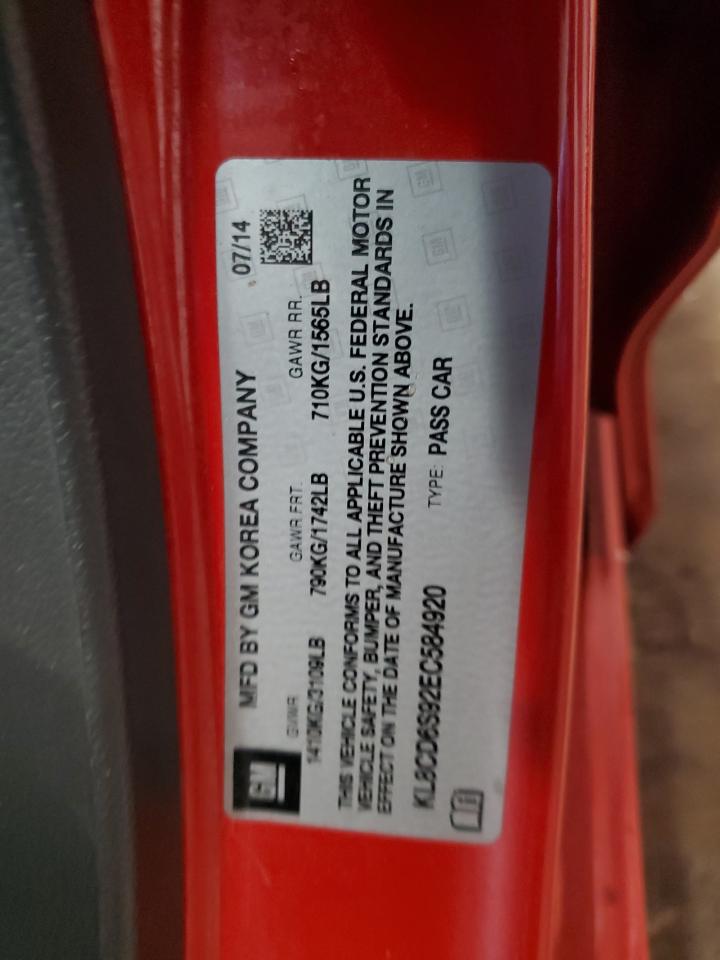 GM
MFD BY GM KOREA COMPANY 07/14
GVWR GAWR FRT. GAWR RR.
1410KG/3109LB 790KG/1742LB 710KG/1565LB
THIS VEHICLE CONFORMS TO ALL APPLICABLE U.S. FEDERAL MOTOR
VEHICLE SAFETY, BUMPER, AND THEFT PREVENTION STANDARDS IN
EFFECT ON THE DATE OF MANUFACTURE SHOWN ABOVE.
KL8CD6S92EC584920 TYPE: PASS CAR